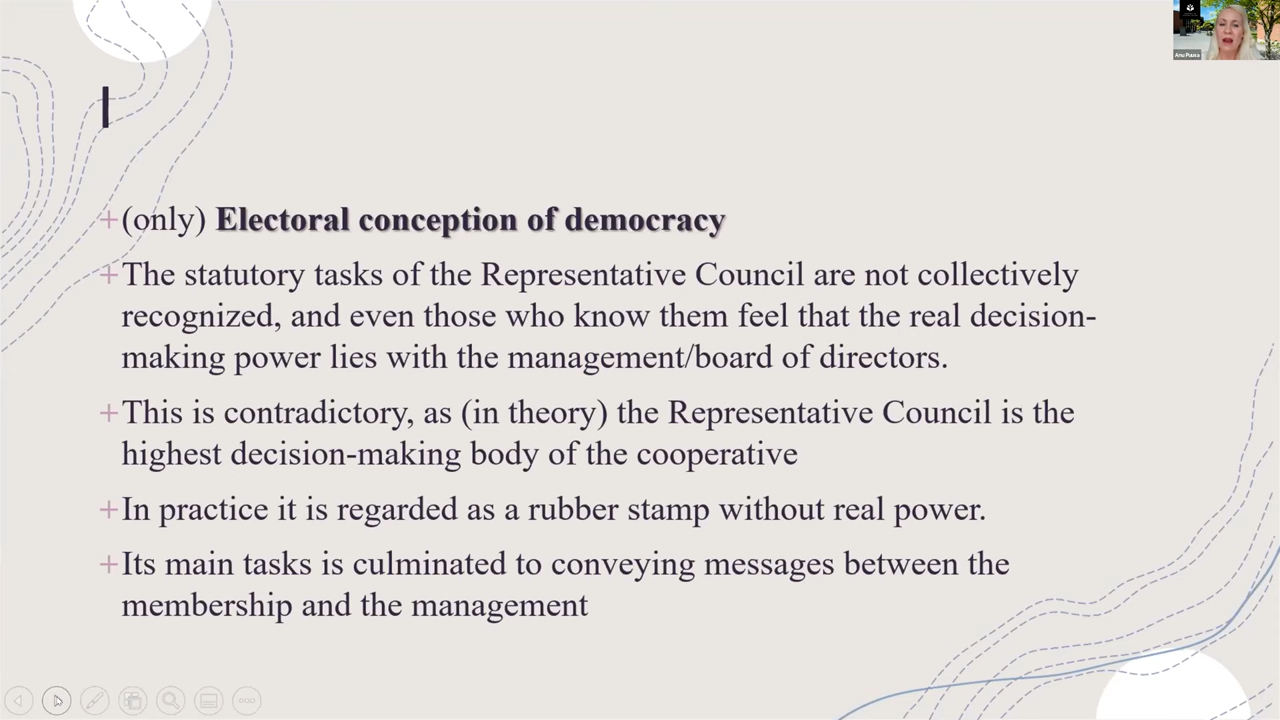 I
(only) Electoral conception of democracy
The statutory tasks of the Representative Council are not collectively
recognized, and even those who know them feel that the real decision-
making power lies with the management/board of directors.
This is contradictory, as (in theory) the Representative Council is the
highest decision-making body of the cooperative
In practice it is regarded as a rubber stamp without real power.
Its main tasks is culminated to conveying messages between the
membership and the management
Anu Puusa